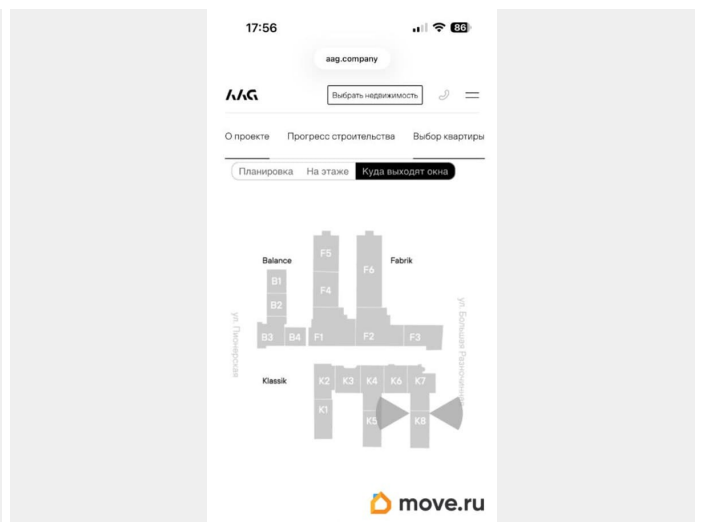 17:56
86
aag.company
AAG
Выбрать недвижимость
О проекте Прогресс строительства Выбор квартиры
Планировка На этаже Куда выходят окна
Balance
Fabrik
F5
F6
B1
F4
B2
ул. Пионерская
ул. Большая Разночинная
B3 B4 F1 F2 F3
Klassik
K2 K3 K4 K6 K7
K1
K5 K8
move.ru